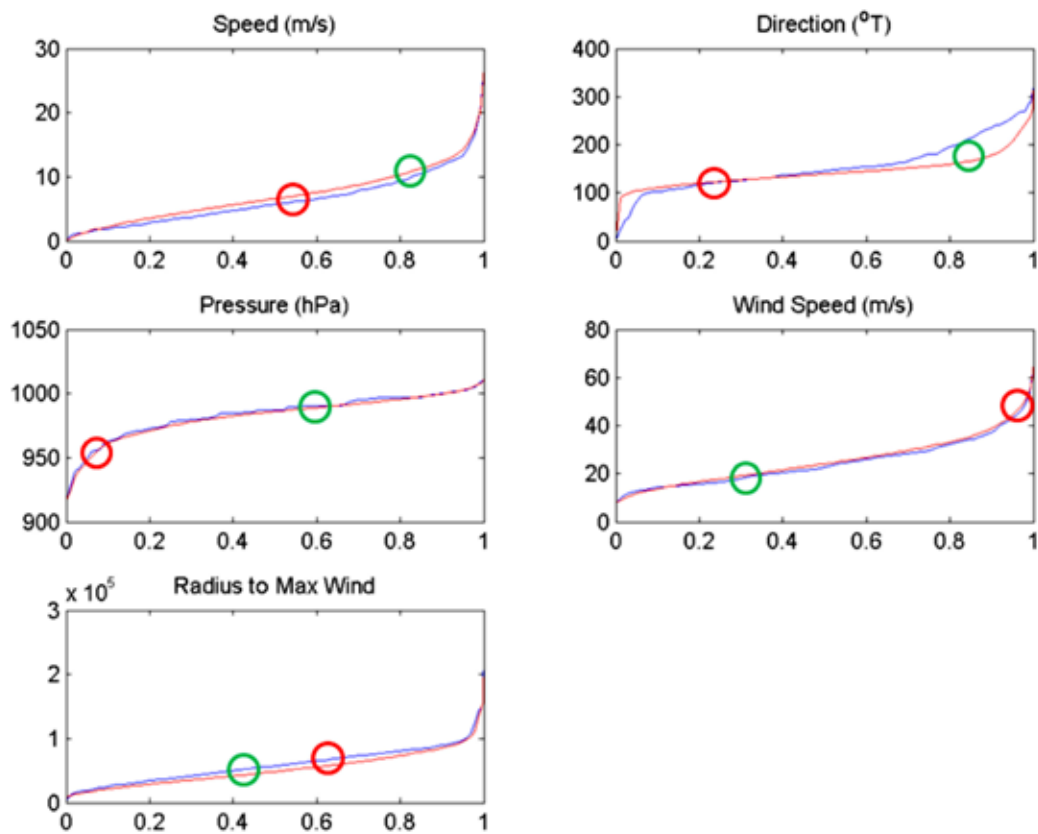 Speed (m/s)
30
20
10
0
0 0.2 0.4 0.6 0.8 1
Direction (°T)
400
300
200
100
0
0 0.2 0.4 0.6 0.8 1
Pressure (hPa)
1050
1000
950
900
0 0.2 0.4 0.6 0.8 1
Wind Speed (m/s)
80
60
40
20
0
0 0.2 0.4 0.6 0.8 1
x 10⁵ Radius to Max Wind
3
2
1
0
0 0.2 0.4 0.6 0.8 1